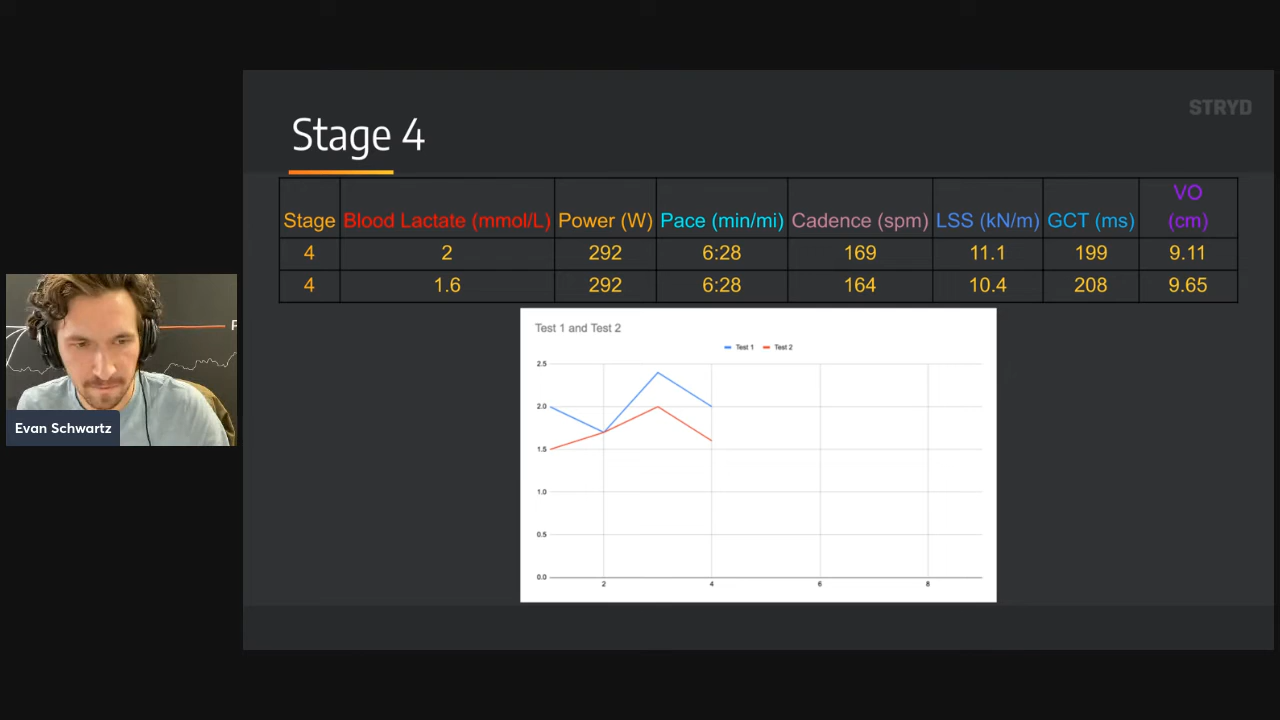 STRYD
Stage 4
Stage Blood Lactate (mmol/L) Power (W) Pace (min/mi) Cadence (spm) LSS (kN/m) GCT (ms) VO (cm)
4 2 292 6:28 169 11.1 199 9.11
4 1.6 292 6:28 164 10.4 208 9.65
Test 1 and Test 2
Test 1 Test 2
2.5
2.0
1.5
1.0
0.5
0.0
2 4 6 8
Evan Schwartz